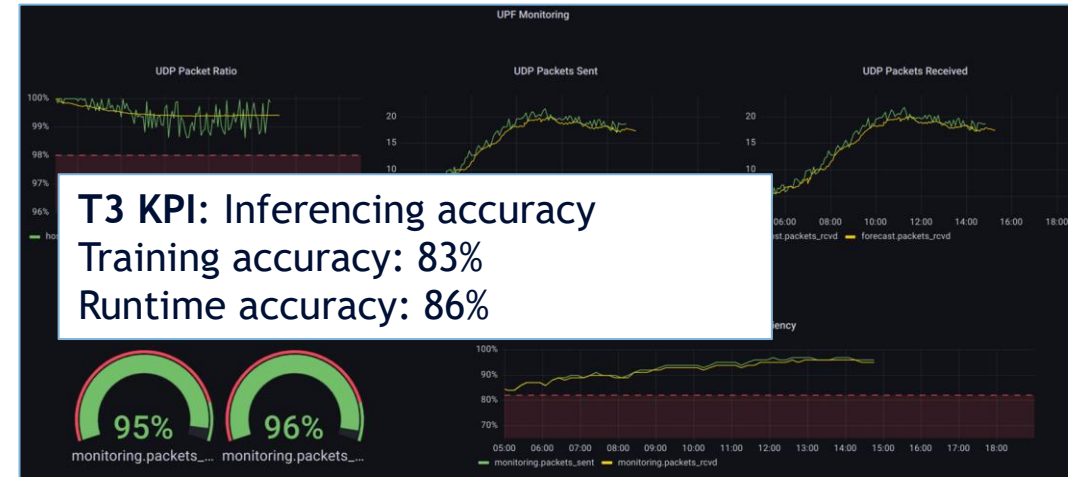 UPF Monitoring
UDP Packet Ratio
UDP Packets Sent
UDP Packets Received
100%
99%
98%
97%
96%
20
15
10
20
15
10
06:00 08:00 10:00 12:00 14:00 16:00 18:00
forecast.packets_rcvd
T3 KPI: Inferencing accuracy
Training accuracy: 83%
Runtime accuracy: 86%
95%
monitoring.packets_...
96%
monitoring.packets_...
100%
90%
80%
70%
05:00 06:00 07:00 08:00 09:00 10:00 11:00 12:00 13:00 14:00 15:00 16:00 17:00 18:00
monitoring.packets_sent monitoring.packets_rcvd